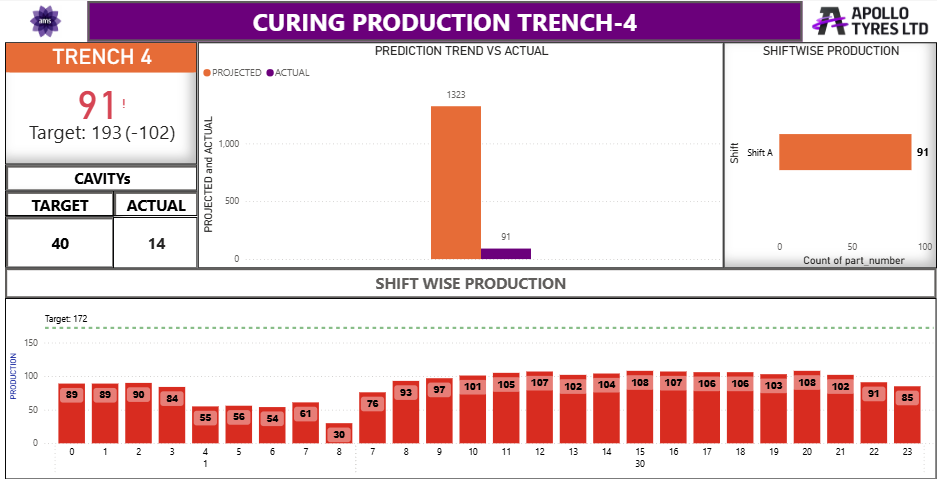 ams
CURING PRODUCTION TRENCH-4
APOLLO
TYRES LTD
TRENCH 4
91 !
Target: 193 (-102)
CAVITYs
TARGET ACTUAL
40 14
PREDICTION TREND VS ACTUAL
PROJECTED ACTUAL
PROJECTED and ACTUAL
1,000
500
0
1323
91
SHIFTWISE PRODUCTION
Shift
Shift A
91
0 50 100
Count of part_number
SHIFT WISE PRODUCTION
Target: 172
PRODUCTION
150
100
50
0
89 89 90 84 55 56 54 61 30 76 93 97 101 105 107 102 104 108 107 106 106 103 108 102 91 85
0 1 2 3 4 5 6 7 8 7 8 9 10 11 12 13 14 15 16 17 18 19 20 21 22 23
1 30